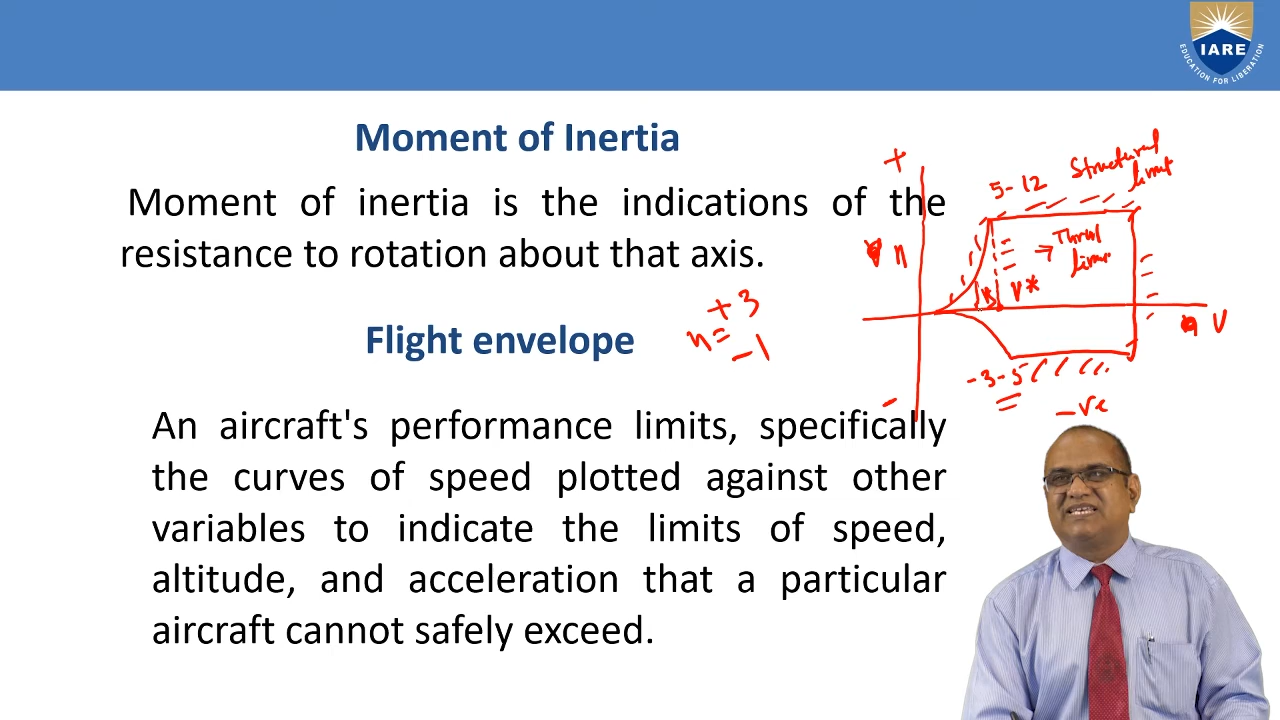 IARE
EDUCATION FOR LIBERATION
Moment of Inertia
Moment of inertia is the indications of the
resistance to rotation about that axis.
Flight envelope
An aircraft's performance limits, specifically
the curves of speed plotted against other
variables to indicate the limits of speed,
altitude, and acceleration that a particular
aircraft cannot safely exceed.
n = +3
-1
+
n
5-12
Structural
limit
V*
V
-3-5
-ve
-